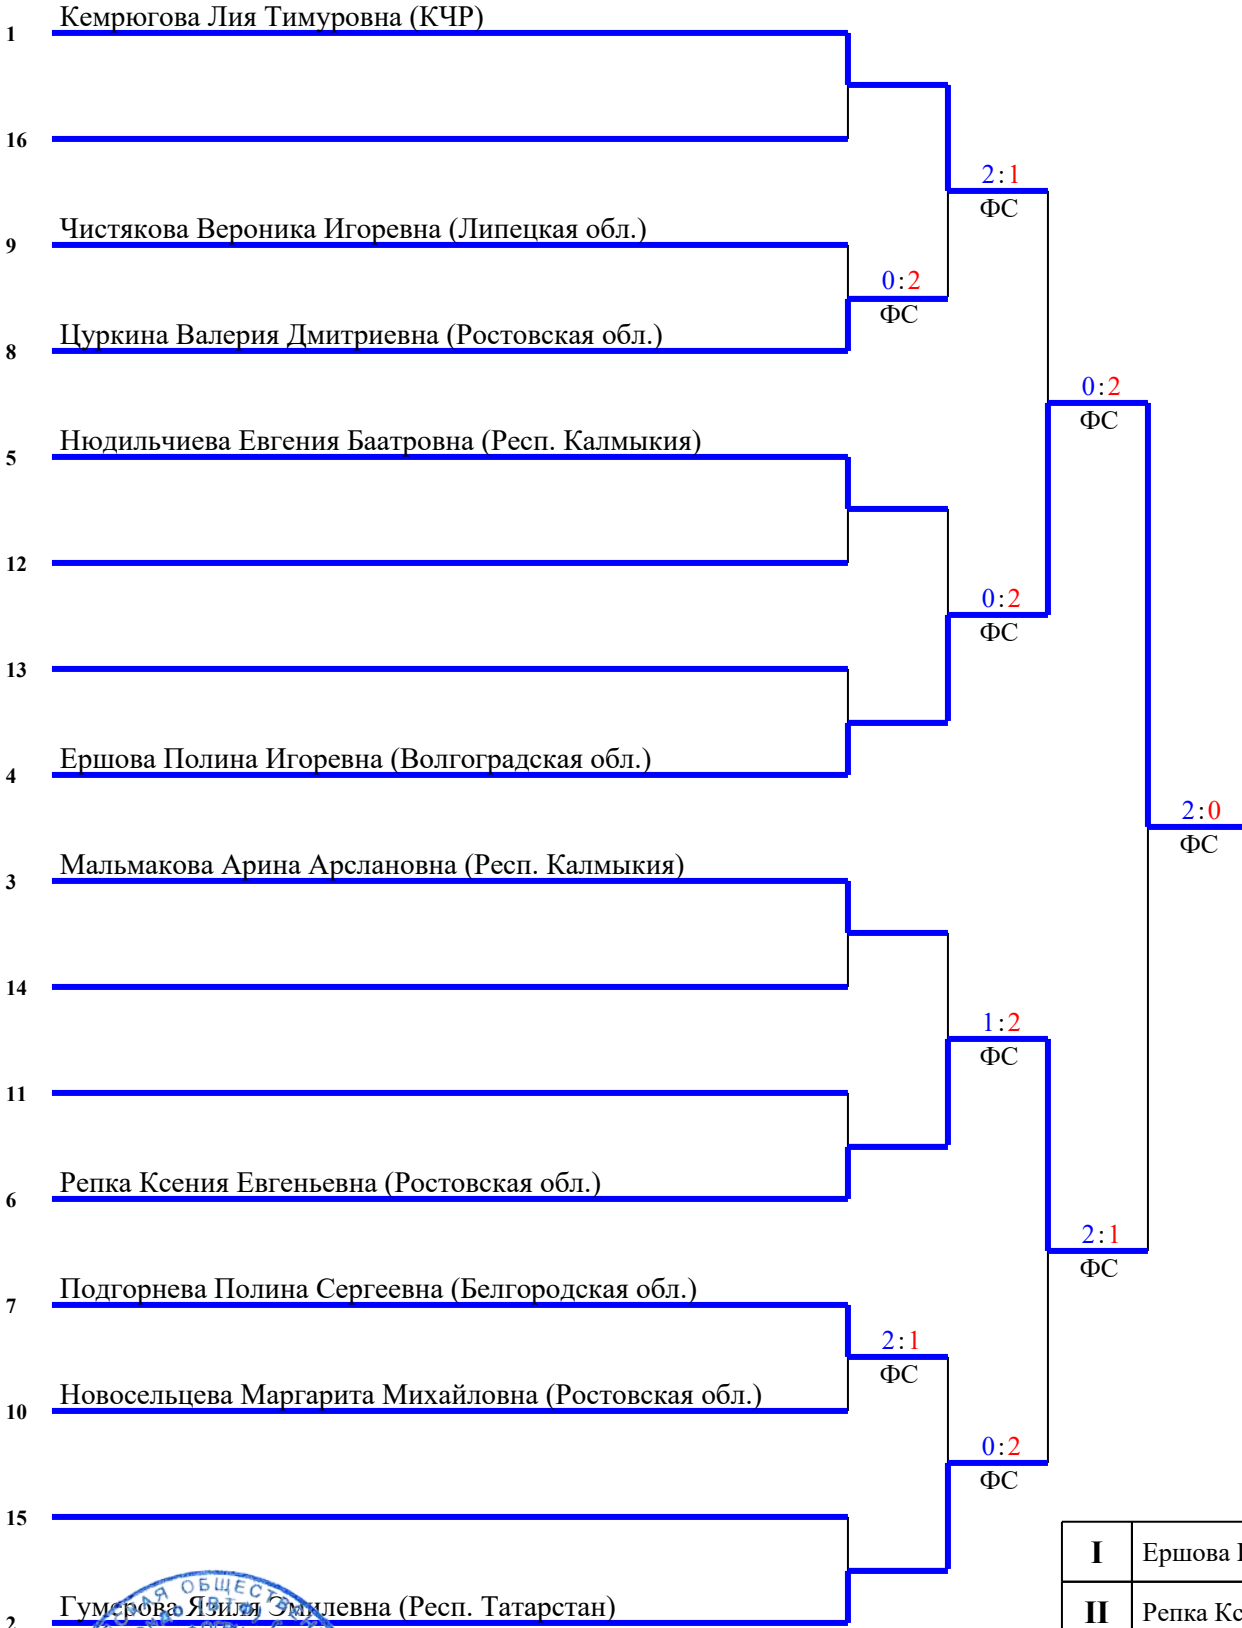 1 Кемрюгова Лия Тимуровна (КЧР)
16
2:1
ФС
9 Чистякова Вероника Игоревна (Липецкая обл.)
0:2
ФС
8 Цуркина Валерия Дмитриевна (Ростовская обл.)
0:2
ФС
5 Нюдильчиева Евгения Баатровна (Респ. Калмыкия)
12
0:2
ФС
13
4 Ершова Полина Игоревна (Волгоградская обл.)
2:0
ФС
3 Мальмакова Арина Арслановна (Респ. Калмыкия)
14
1:2
ФС
11
6 Репка Ксения Евгеньевна (Ростовская обл.)
2:1
ФС
7 Подгорнева Полина Сергеевна (Белгородская обл.)
2:1
ФС
10 Новосельцева Маргарита Михайловна (Ростовская обл.)
0:2
ФС
15
I Ершова
2 Гумерова Язиля Эмилевна (Респ. Татарстан)
II Репка